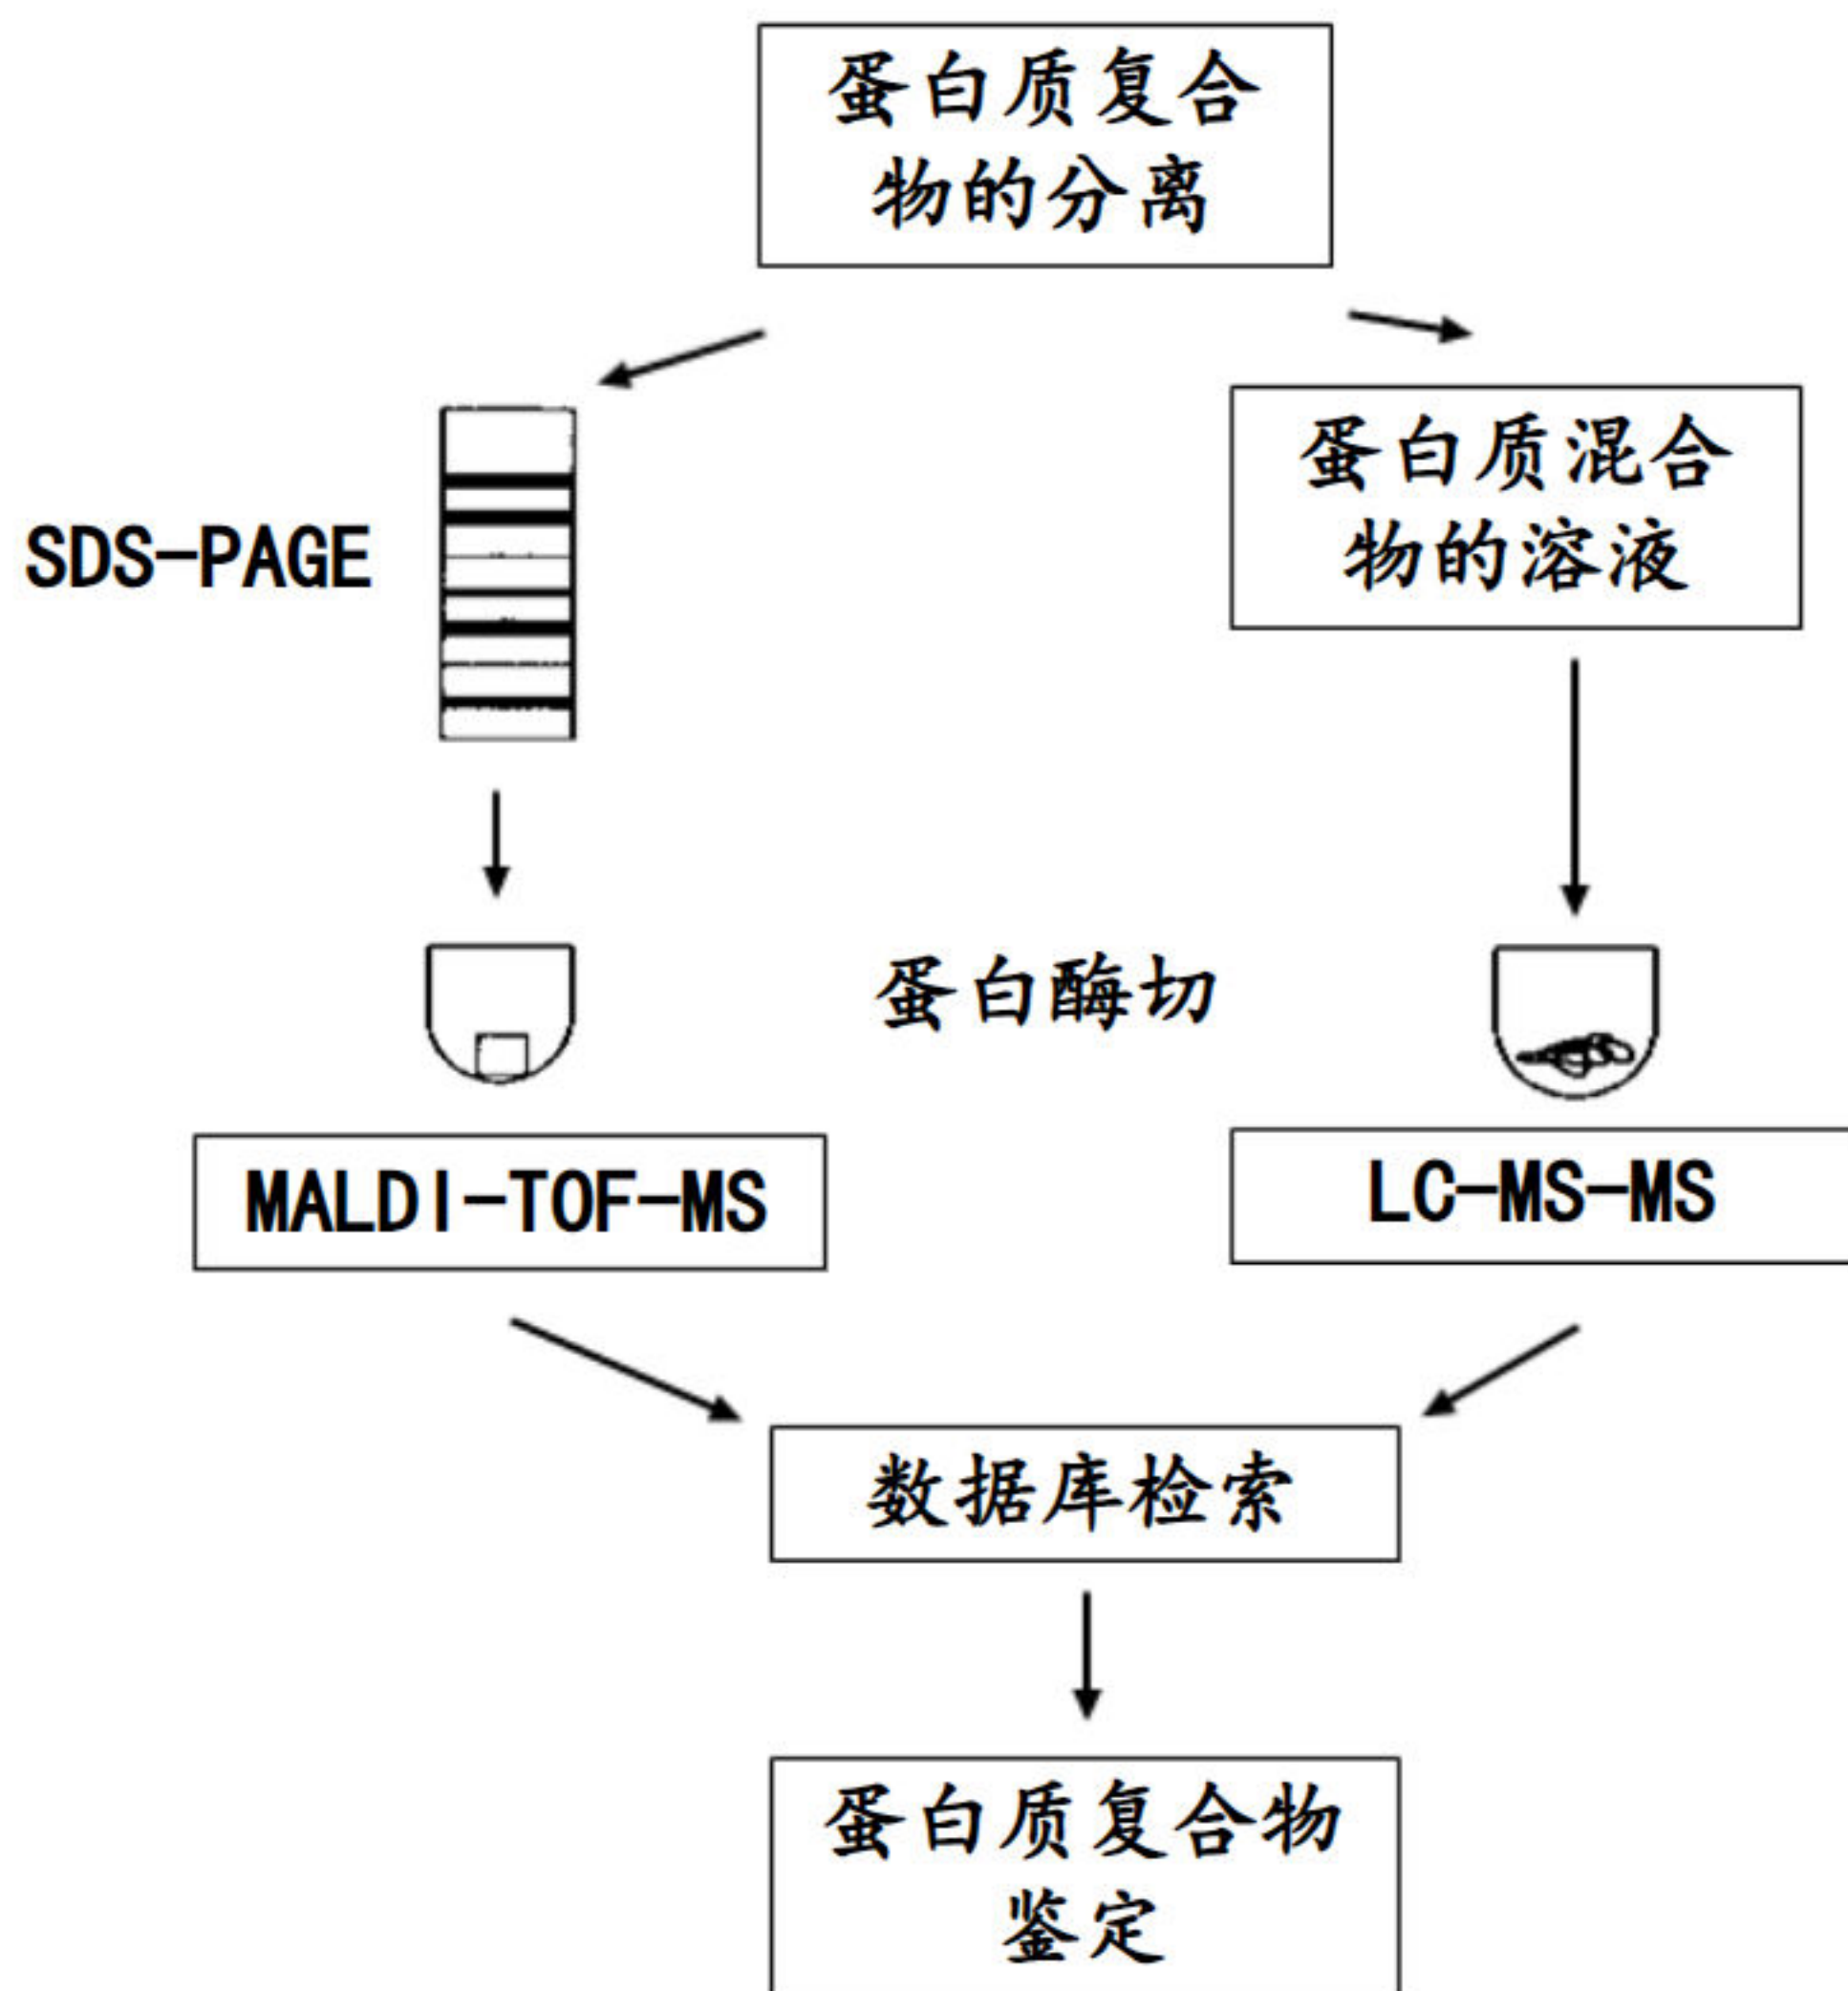 蛋白质复合
物的分离
SDS-PAGE
蛋白质混合
物的溶液
蛋白酶切
MALDI-TOF-MS
LC-MS-MS
数据库检索
蛋白质复合物
鉴定